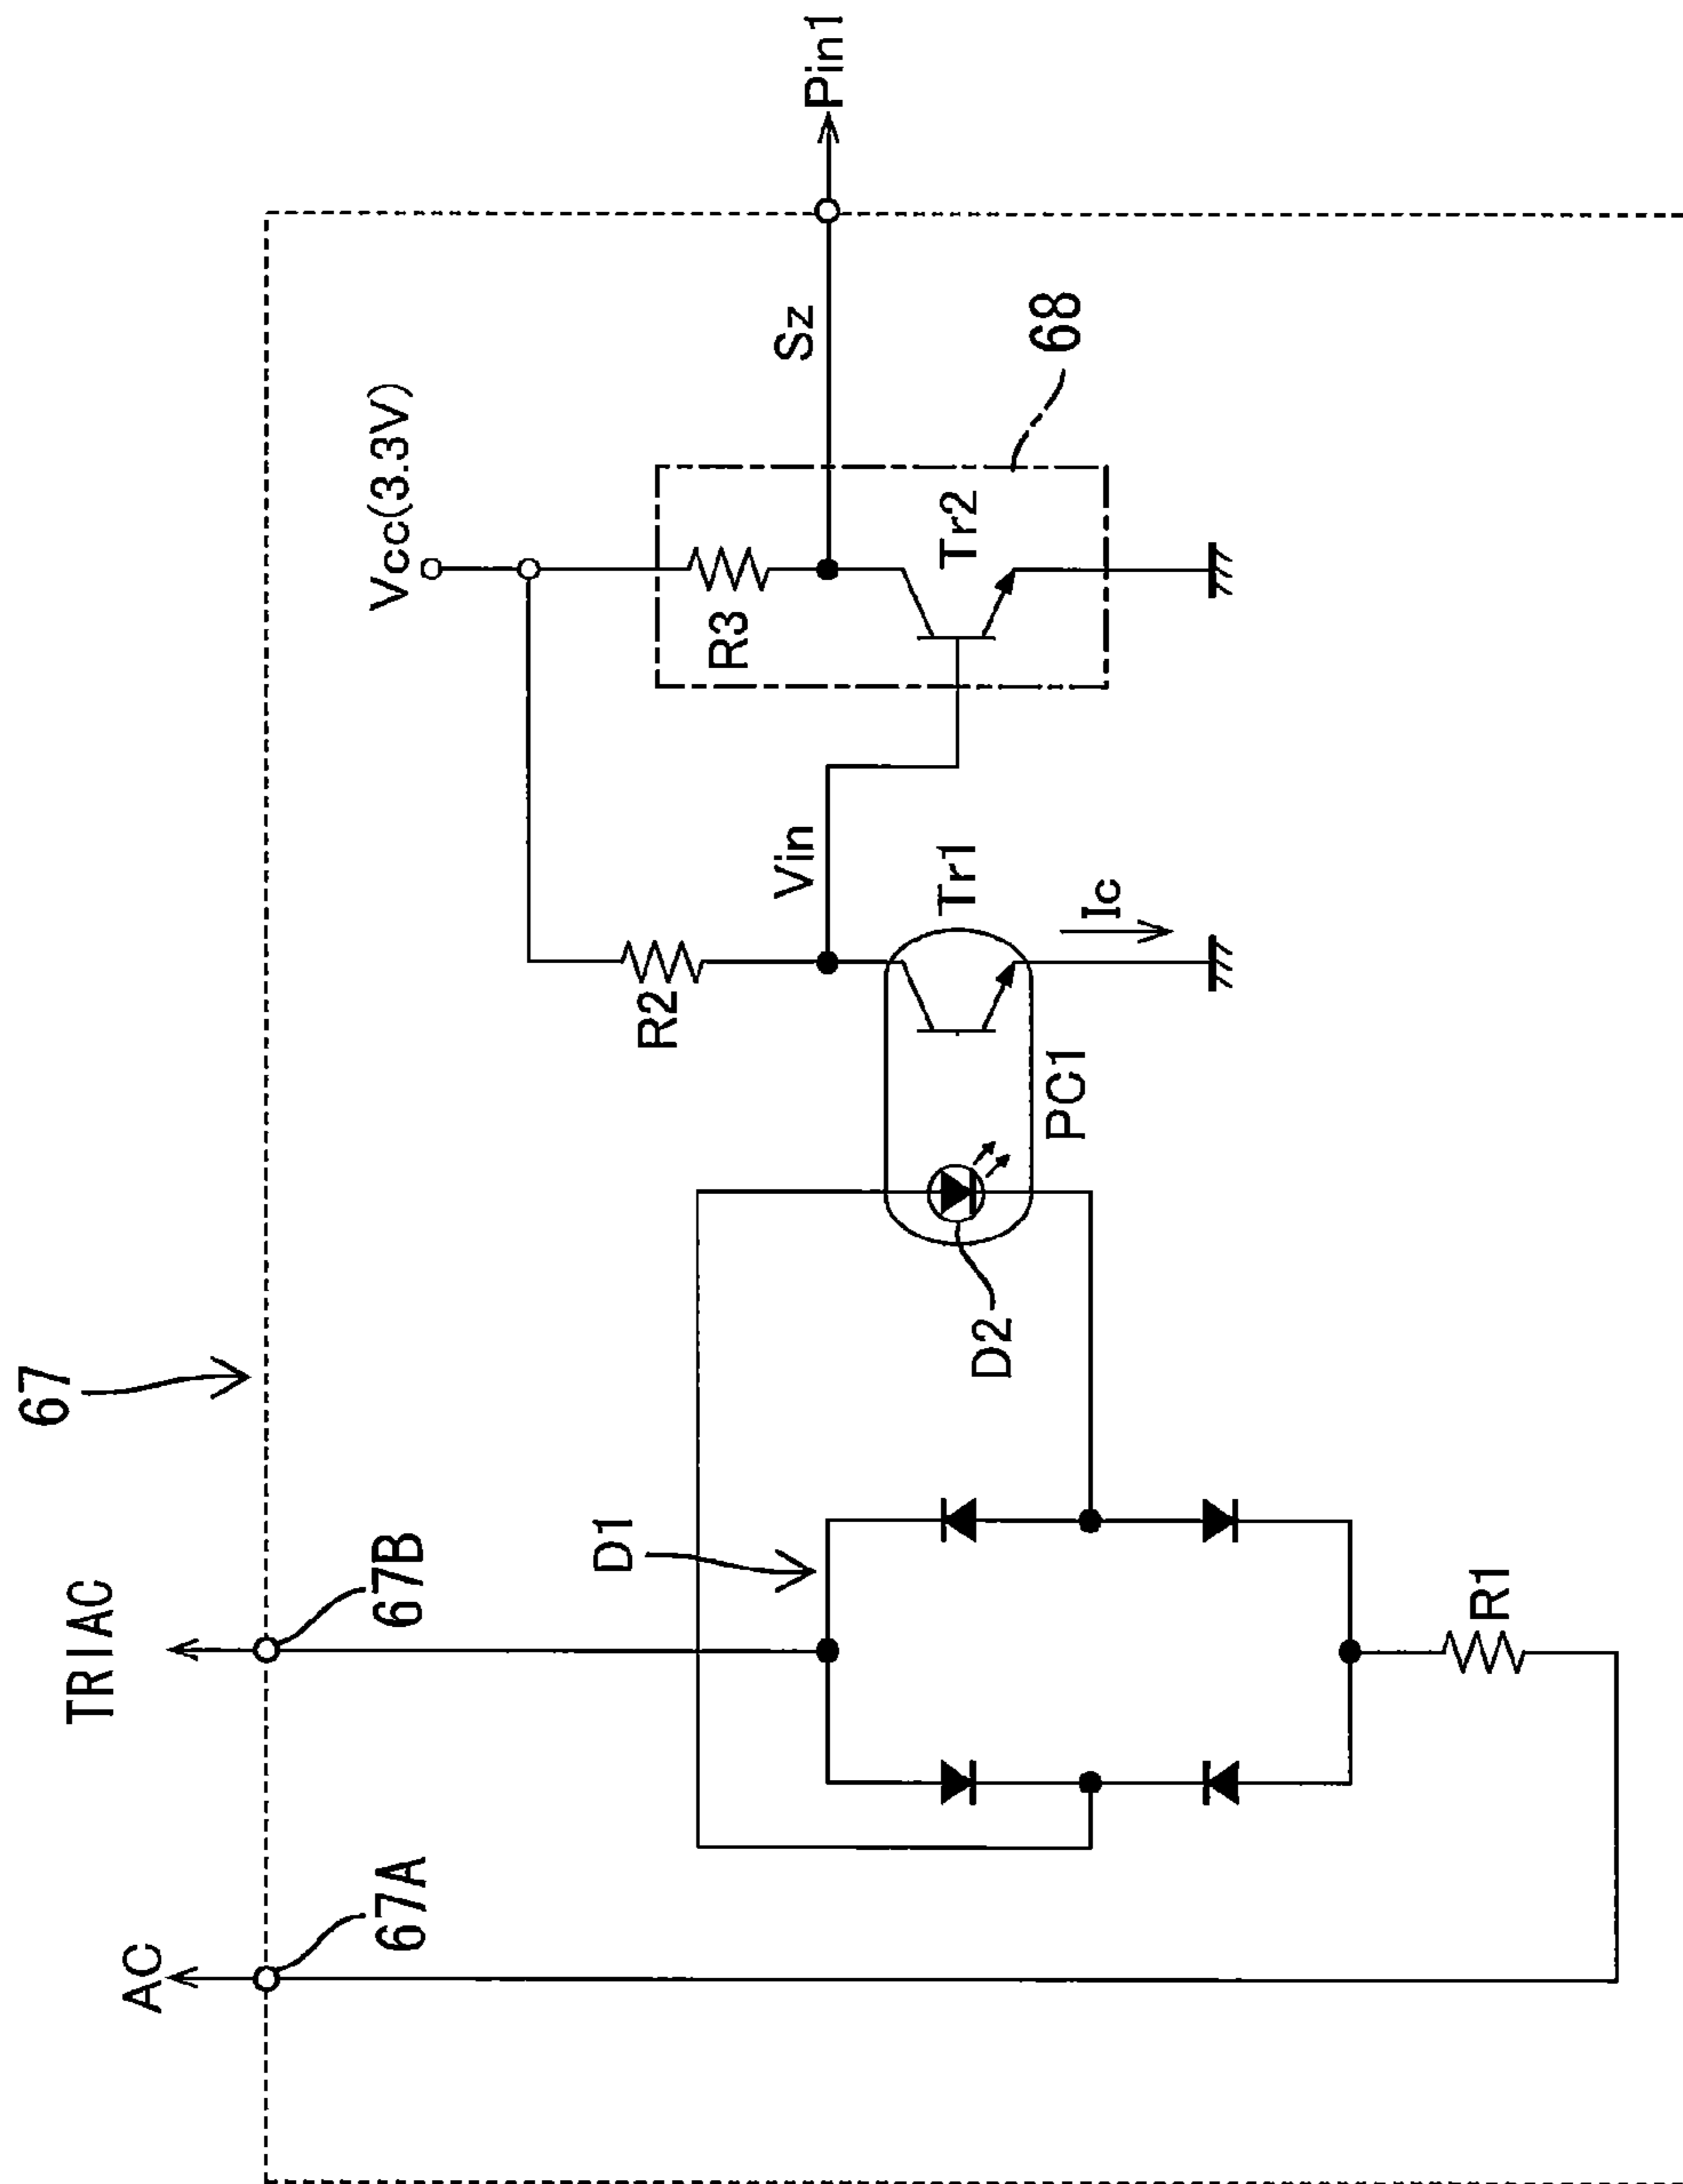 67
AC
67A
TRIAC
67B
D1
R1
D2
PC1
R2
Vin
Tr1
Ic
Vcc(3.3V)
R3
Tr2
68
Sz
Pin1